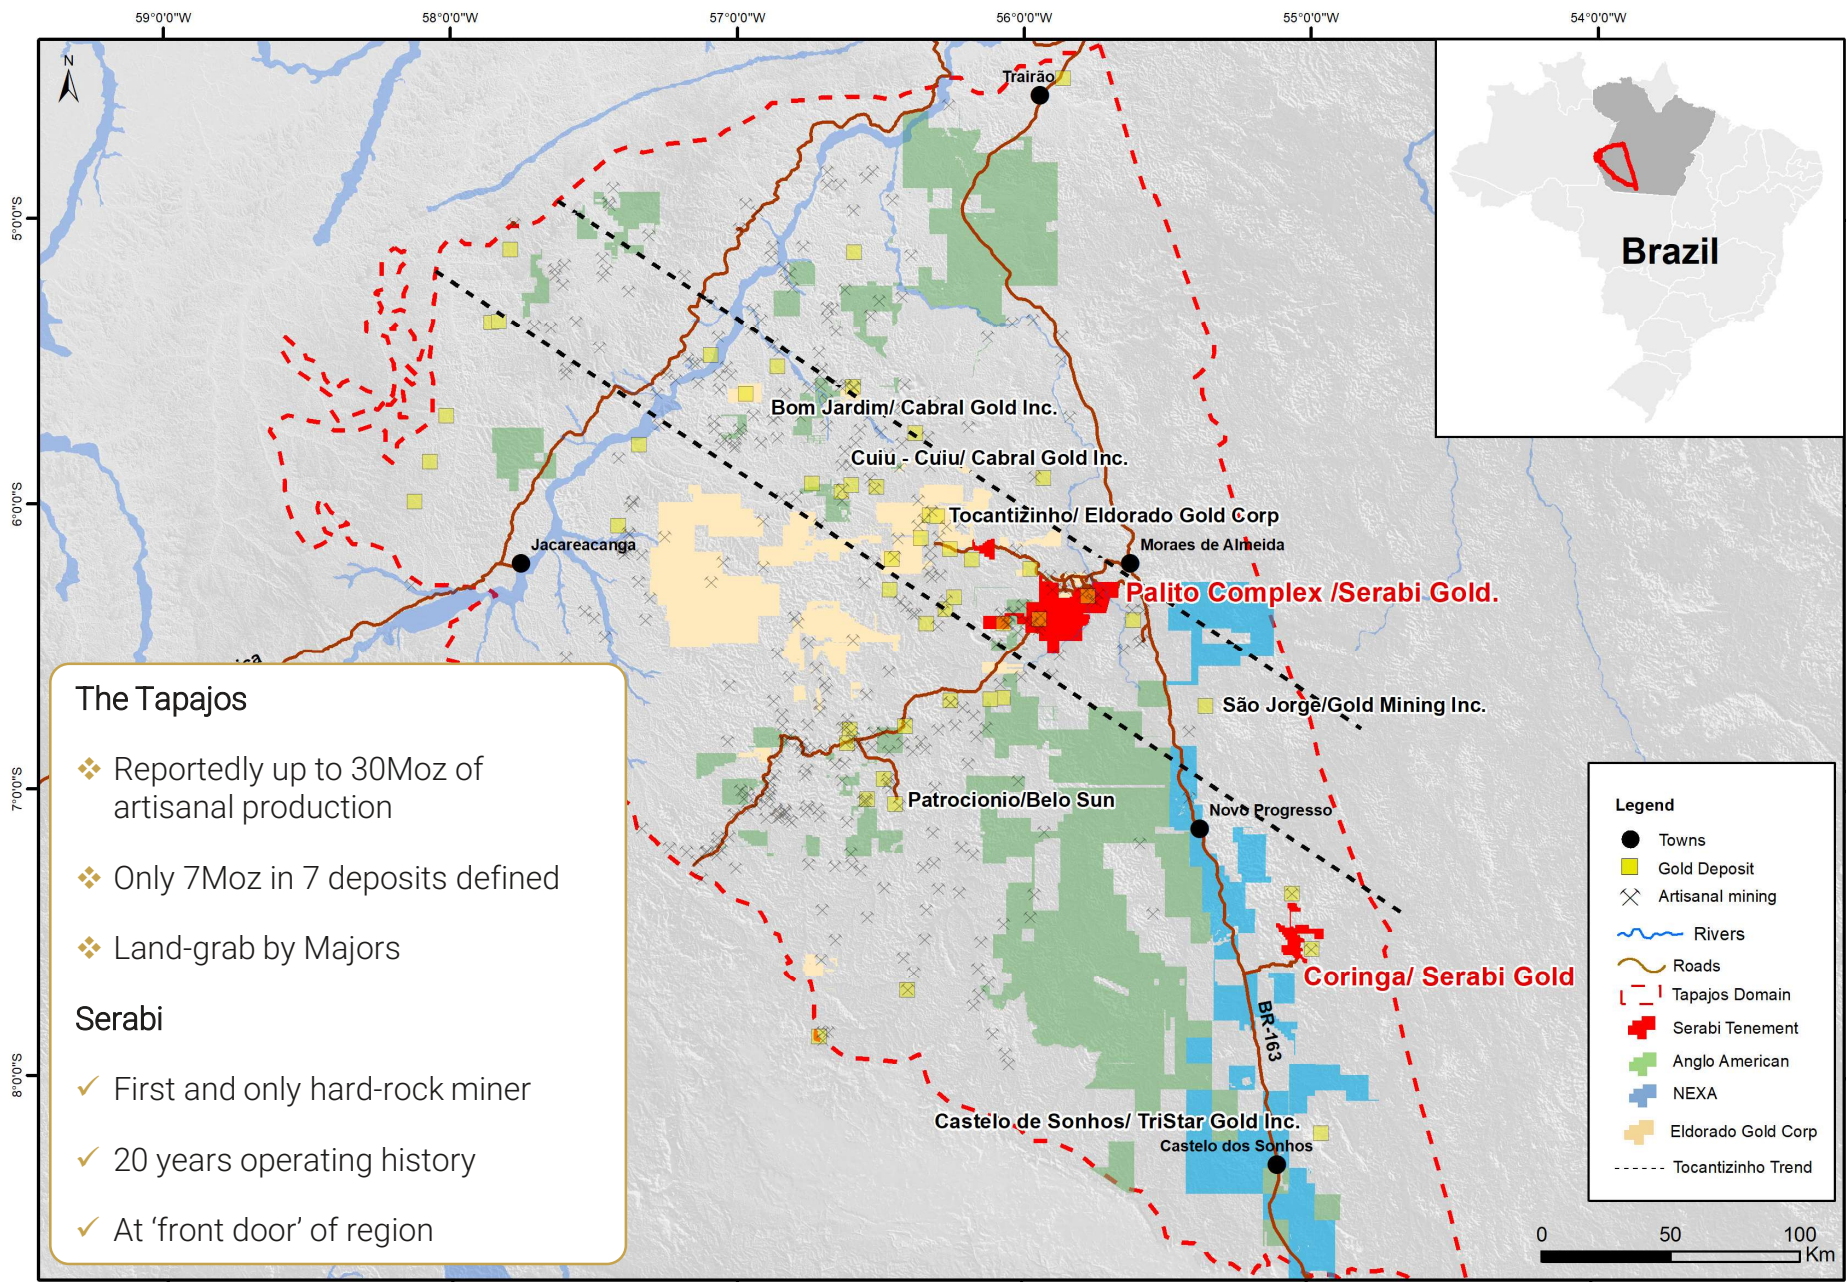 59°0'0"W
58°0'0"W
57°0'0"W
56°0'0"W
55°0'0"W
54°0'0"W
N
Trairão
5°0'0"S
Brazil
Bom Jardim/ Cabral Gold Inc.
Cuiu - Cuiu/ Cabral Gold Inc.
6°0'0"S
Tocantizinho/ Eldorado Gold Corp
Jacareacanga
Moraes de Almeida
Palito Complex /Serabi Gold.
São Jorge/Gold Mining Inc.
7°0'0"S
Patrocionio/Belo Sun
Novo Progresso
Coringa/ Serabi Gold
BR-163
8°0'0"S
Castelo de Sonhos/ TriStar Gold Inc.
Castelo dos Sonhos
The Tapajos
Reportedly up to 30Moz of
artisanal production
Only 7Moz in 7 deposits defined
Land-grab by Majors
Serabi
First and only hard-rock miner
20 years operating history
At ‘front door’ of region
Legend
Towns
Gold Deposit
Artisanal mining
Rivers
Roads
Tapajos Domain
Serabi Tenement
Anglo American
NEXA
Eldorado Gold Corp
Tocantizinho Trend
0 50 100
Km